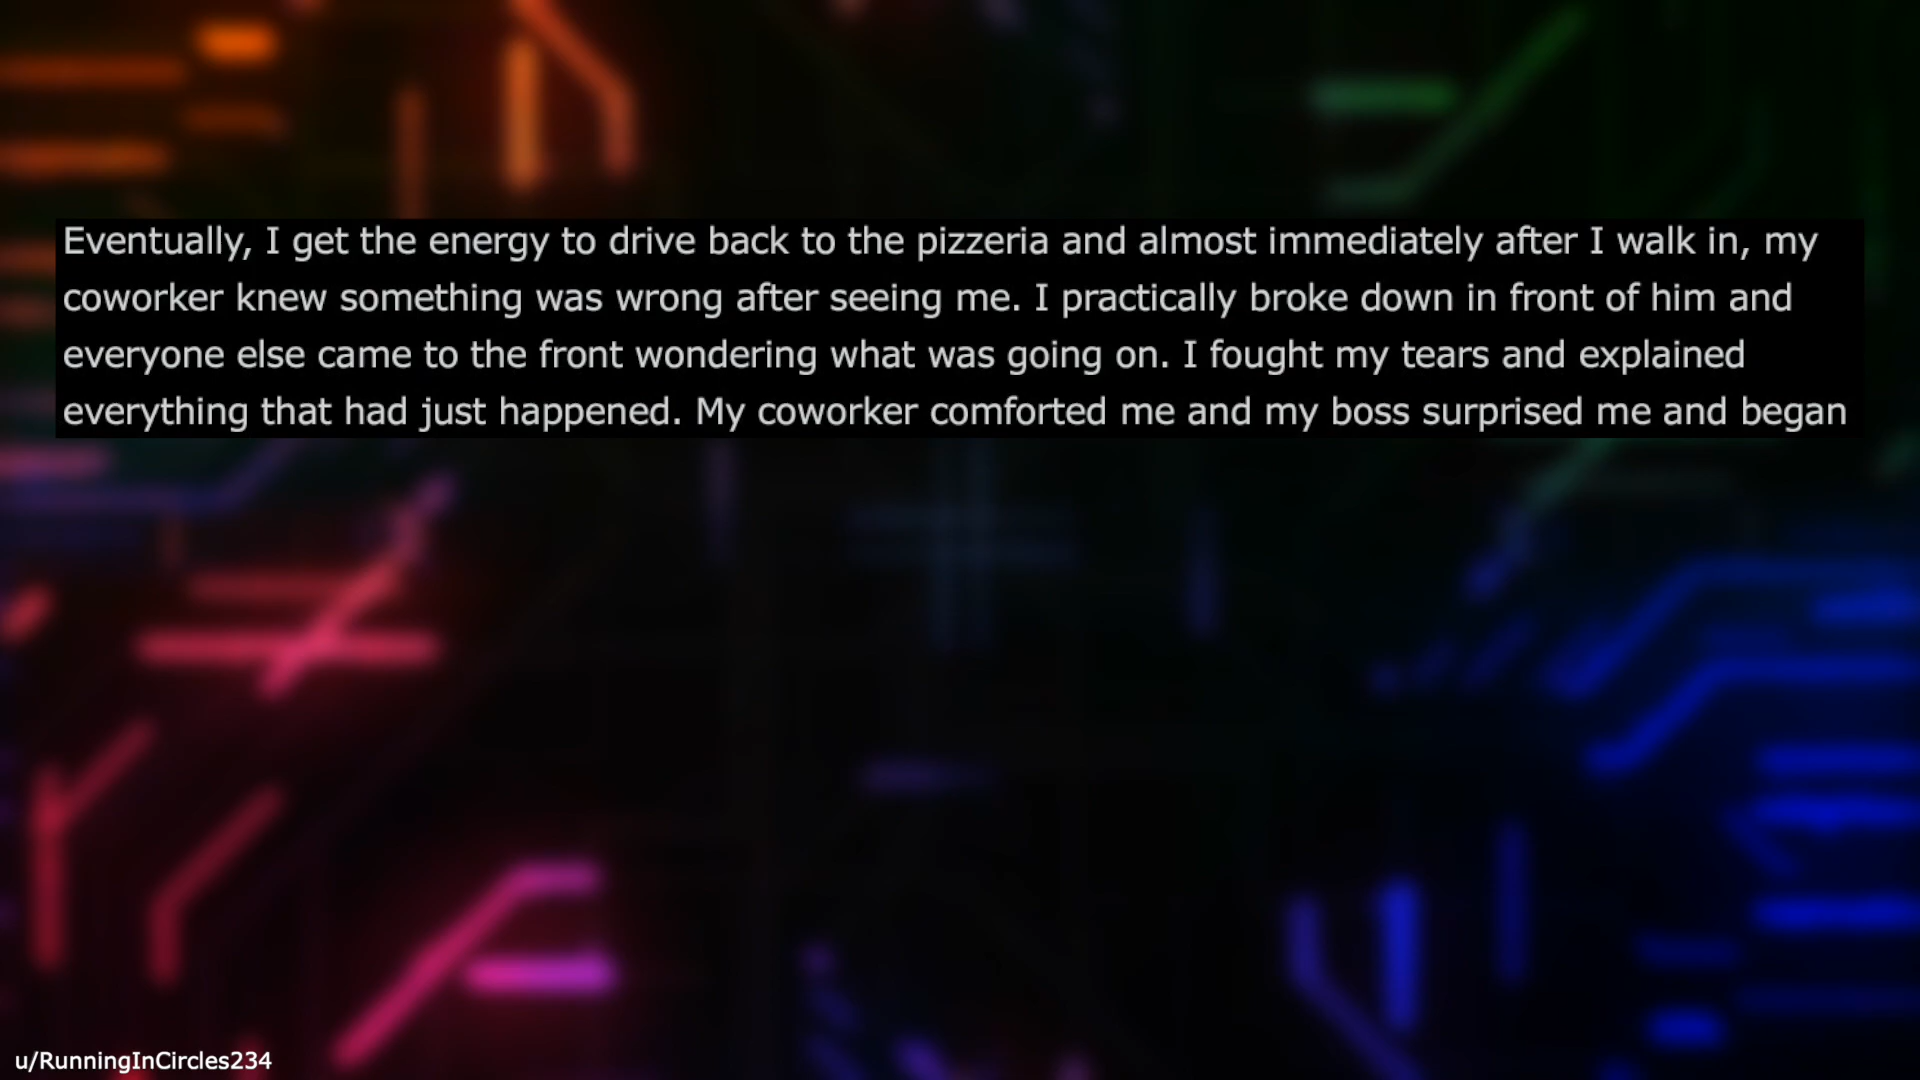 Eventually, I get the energy to drive back to the pizzeria and almost immediately after I walk in, my
coworker knew something was wrong after seeing me. I practically broke down in front of him and
everyone else came to the front wondering what was going on. I fought my tears and explained
everything that had just happened. My coworker comforted me and my boss surprised me and began
u/RunningInCircles234